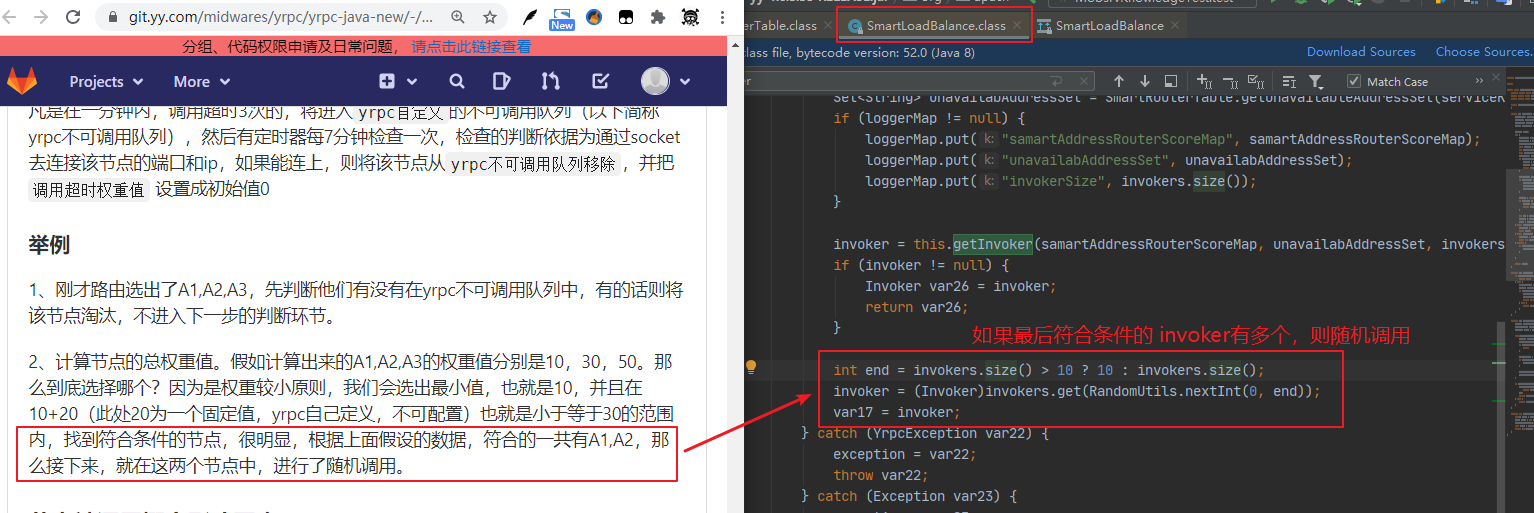 git.yy.com/midwares/yrpc/yrpc-java-new/-/...
New
分组、代码权限申请及日常问题，请点击此链接查看
Projects
More
凡是在一分钟内，调用超时3次的，将进入 yrpc自定义 的不可调用队列（以下简称
yrpc不可调用队列），然后有定时器每7分钟检查一次，检查的判断依据为通过socket
去连接该节点的端口和ip，如果能连上，则将该节点从 yrpc不可调用队列移除 ，并把
调用超时权重值 设置成初始值0
举例
1、刚才路由选出了A1,A2,A3，先判断他们有没有在yrpc不可调用队列中，有的话则将
该节点淘汰，不进入下一步的判断环节。
2、计算节点的总权重值。假如计算出来的A1,A2,A3的权重值分别是10，30，50。那
么到底选择哪个？因为是权重较小原则，我们会选出最小值，也就是10，并且在
10+20（此处20为一个固定值，yrpc自己定义，不可配置）也就是小于等于30的范围
内，找到符合条件的节点，很明显，根据上面假设的数据，符合的一共有A1,A2，那
么接下来，就在这两个节点中，进行了随机调用。
erTable.class
SmartLoadBalance.class
SmartLoadBalance
class file, bytecode version: 52.0 (Java 8)
Download Sources
Choose Sources...
er
Match Case
Set<String> unavailabAddressSet = SmartRouterTable.getUnavailableAddressSet(serviceK
if (loggerMap != null) {
loggerMap.put( k: "samartAddressRouterScoreMap", samartAddressRouterScoreMap);
loggerMap.put( k: "unavailabAddressSet", unavailabAddressSet);
loggerMap.put( k: "invokerSize", invokers.size());
}
invoker = this.getInvoker(samartAddressRouterScoreMap, unavailabAddressSet, invokers
if (invoker != null) {
Invoker var26 = invoker;
return var26;
}
如果最后符合条件的 invoker有多个，则随机调用
int end = invokers.size() > 10 ? 10 : invokers.size();
invoker = (Invoker)invokers.get(RandomUtils.nextInt(0, end));
var17 = invoker;
} catch (YrpcException var22) {
exception = var22;
throw var22;
} catch (Exception var23) {